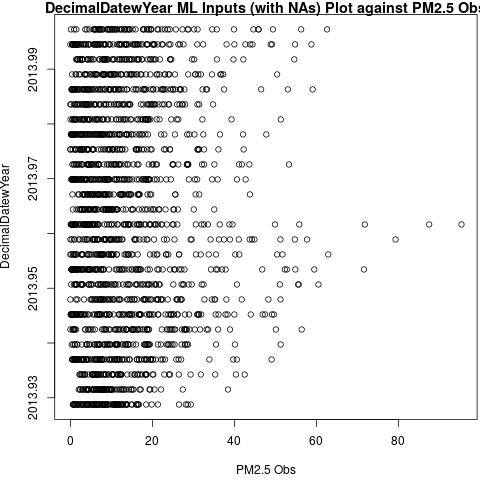 DecimalDatewYear ML Inputs (with NAs) Plot against PM2.5 Obs
DecimalDatewYear
2013.99
2013.97
2013.95
2013.93
0 20 40 60 80
PM2.5 Obs